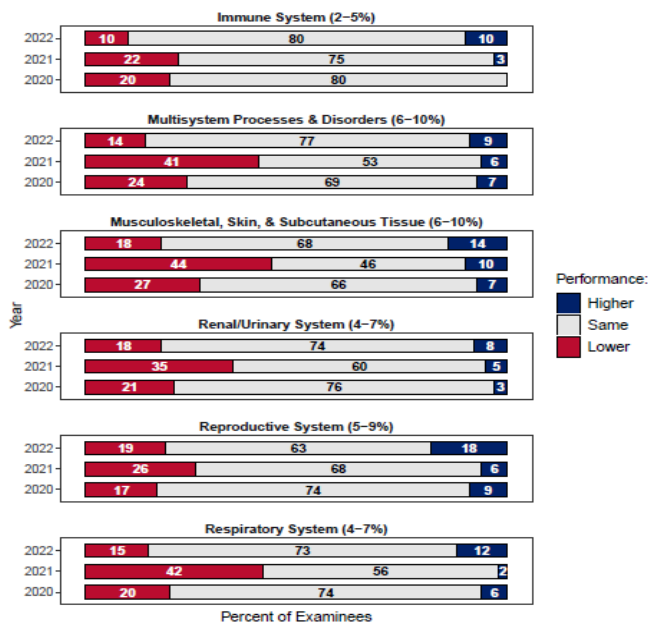 Immune System (2−5%)
2022 10 80 10
2021 22 75 3
2020 20 80
Multisystem Processes & Disorders (6−10%)
2022 14 77 9
2021 41 53 6
2020 24 69 7
Musculoskeletal, Skin, & Subcutaneous Tissue (6−10%)
2022 18 68 14
2021 44 46 10
2020 27 66 7
Renal/Urinary System (4−7%)
2022 18 74 8
2021 35 60 5
2020 21 76 3
Reproductive System (5−9%)
2022 19 63 18
2021 26 68 6
2020 17 74 9
Respiratory System (4−7%)
2022 15 73 12
2021 42 56 2
2020 20 74 6
Percent of Examinees
Year
Performance:
Higher
Same
Lower